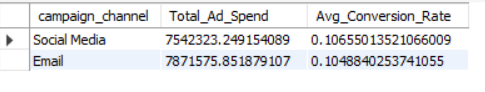 campaign_channel Total_Ad_Spend Avg_Conversion_Rate
Social Media 7542323.249154089 0.10655013521066009
Email 7871575.851879107 0.1048840253741055